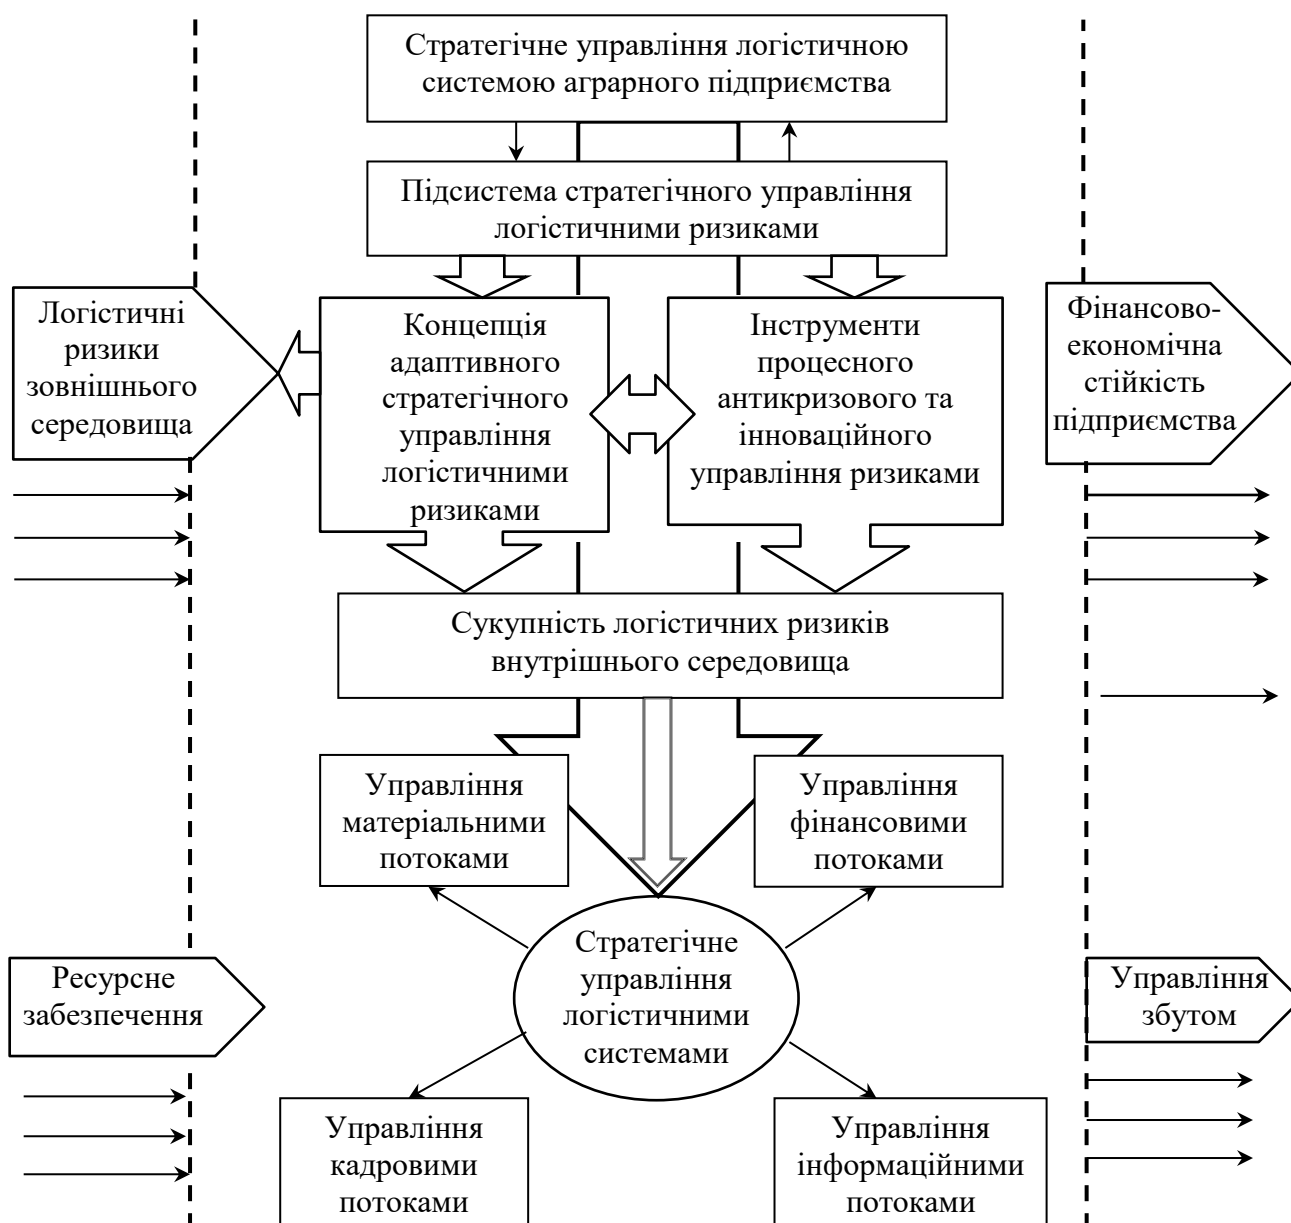 Стратегічне управління логістичною
системою аграрного підприємства
Підсистема стратегічного управління
логістичними ризиками
Логістичні
ризики
зовнішнього
середовища
Концепція
адаптивного
стратегічного
управління
логістичними
ризиками
Інструменти
процесного
антикризового та
інноваційного
управління ризиками
Фінансово-
економічна
стійкість
підприємства
Сукупність логістичних ризиків
внутрішнього середовища
Управління
матеріальними
потоками
Управління
фінансовими
потоками
Ресурсне
забезпечення
Стратегічне
управління
логістичними
системами
Управління
збутом
Управління
кадровими
потоками
Управління
інформаційними
потоками